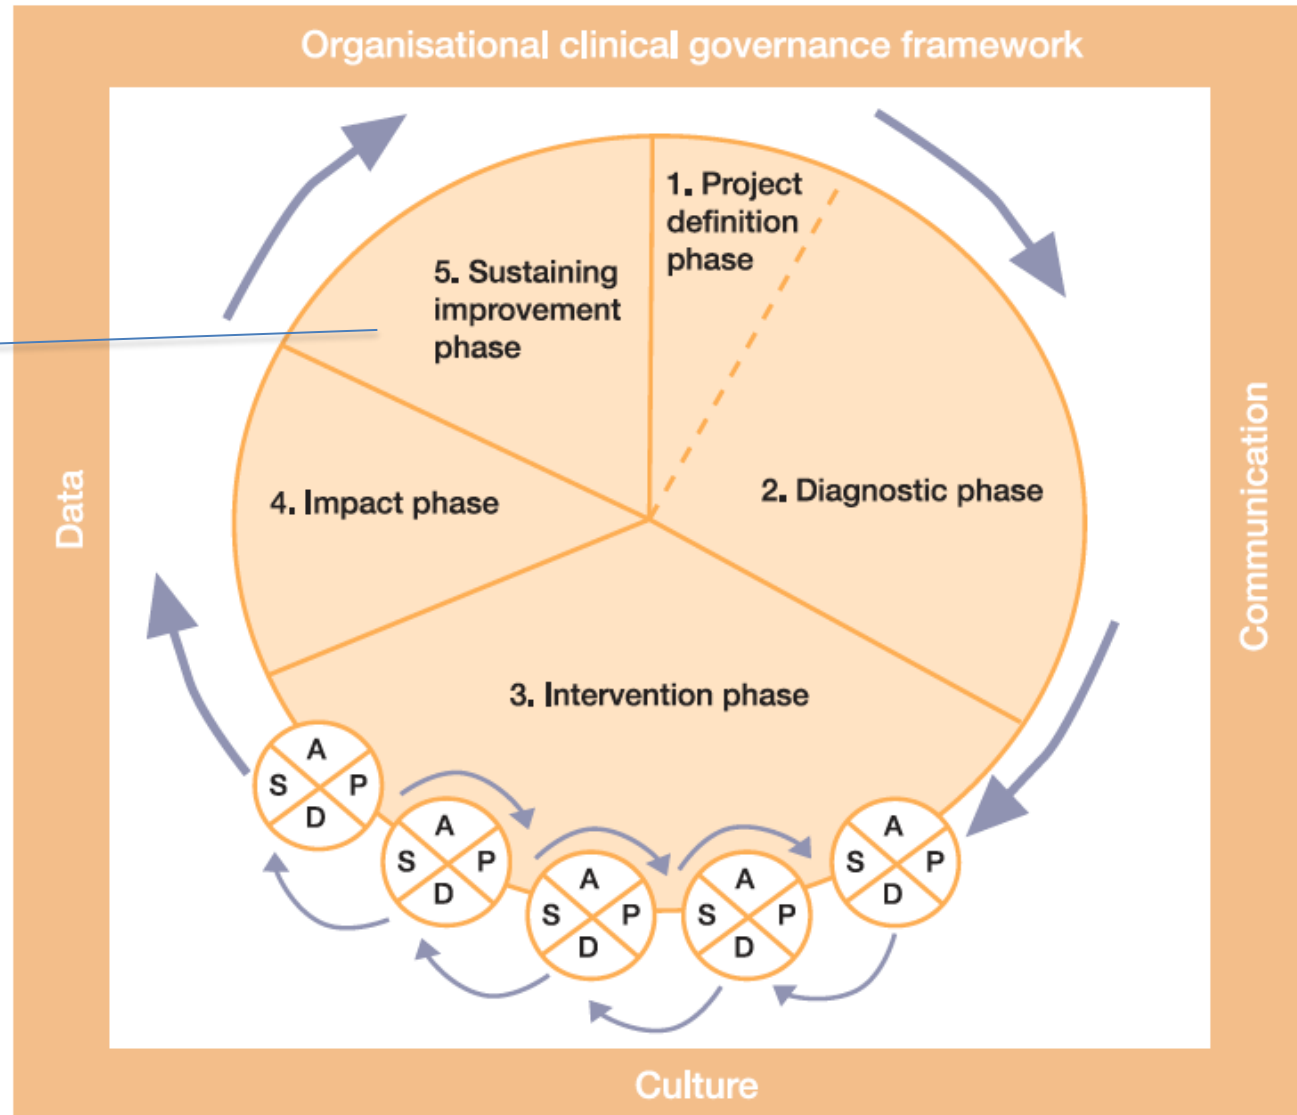 Organisational clinical governance framework
1. Project
definition
phase
5. Sustaining
improvement
phase
2. Diagnostic phase
4. Impact phase
3. Intervention phase
Data
Communication
A
S P
D
A
S P
D
A
S P
D
A
S P
D
A
S P
D
Culture